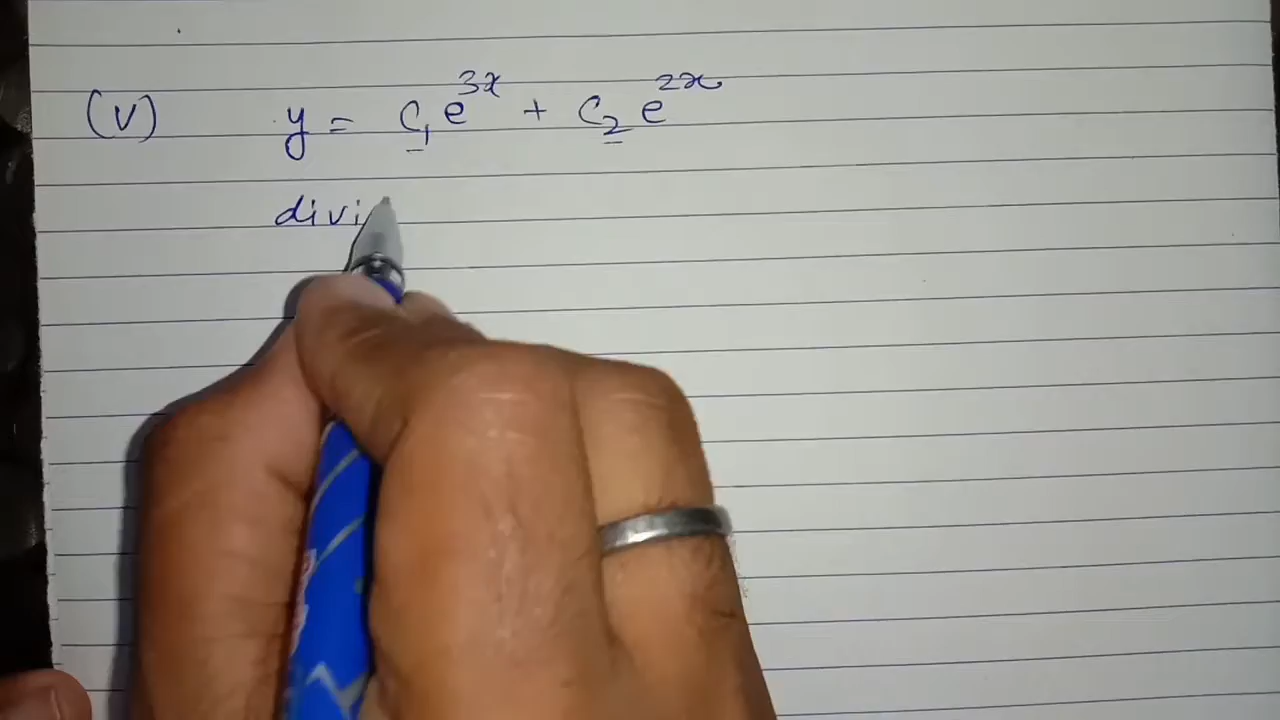 (V) y = C₁e^{3x} + C₂e^{2x}
divi